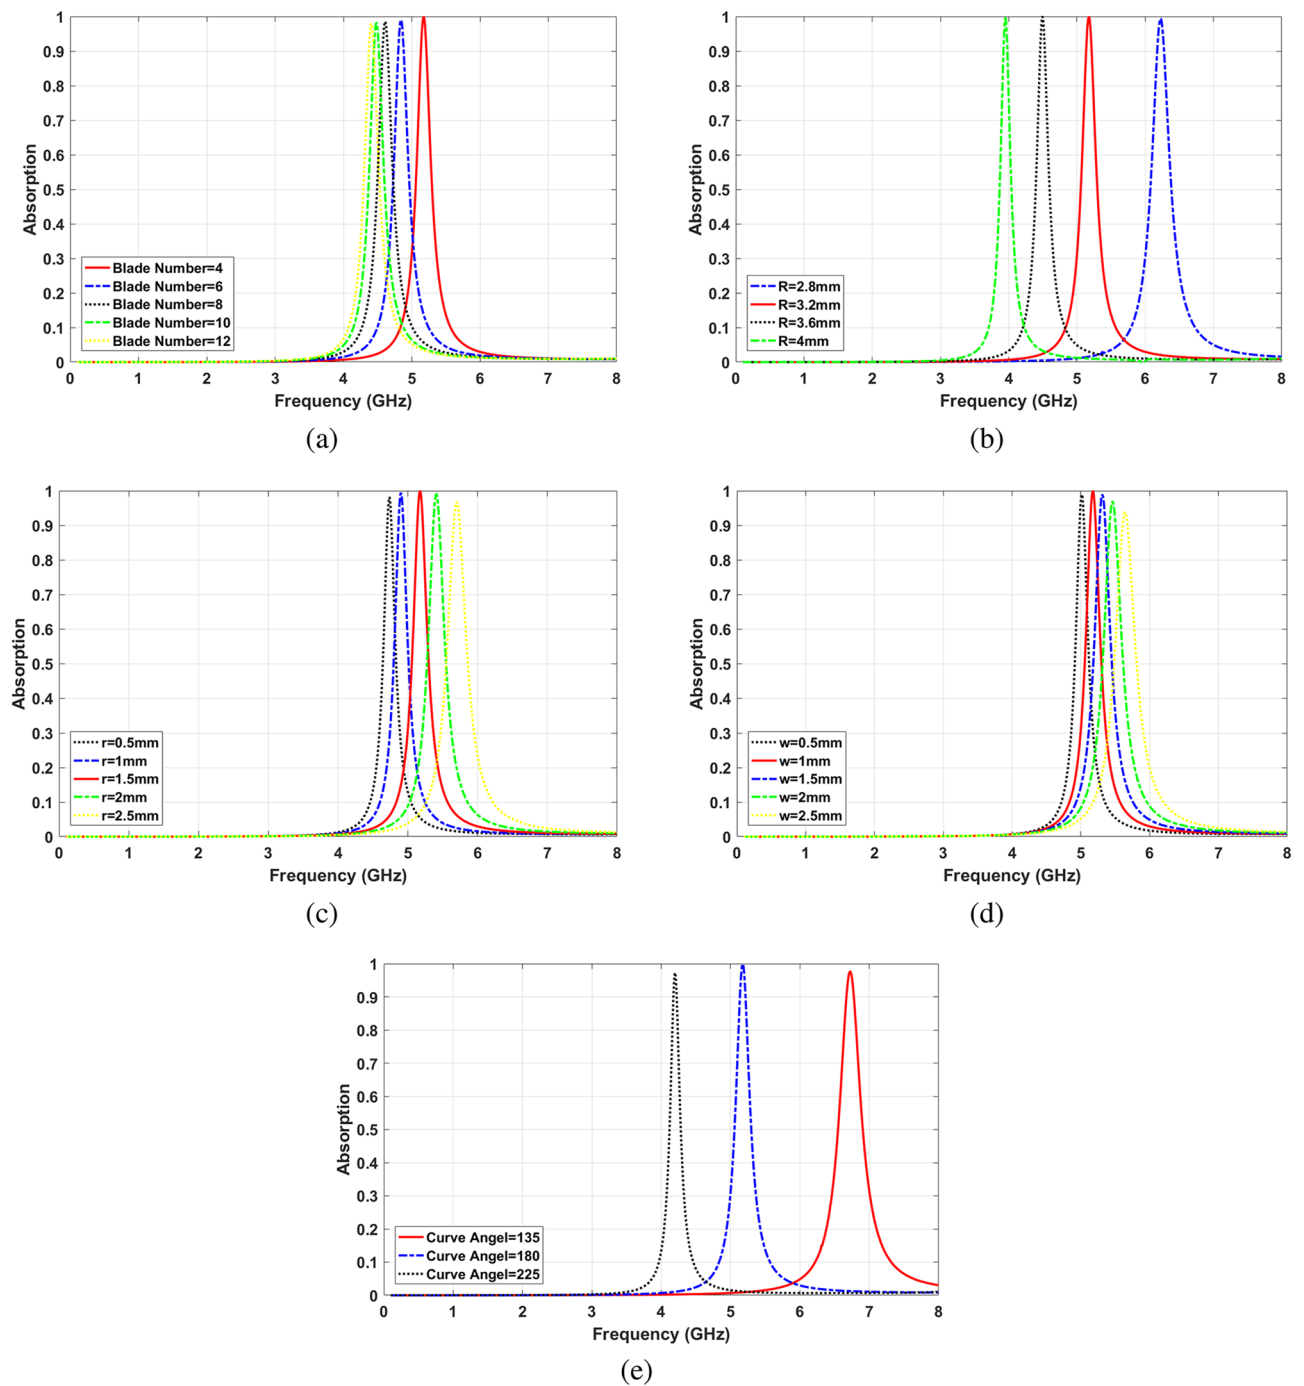 1
0.9
0.8
0.7
0.6
0.5
0.4
0.3
0.2
0.1
0
Absorption
Blade Number=4
Blade Number=6
Blade Number=8
Blade Number=10
Blade Number=12
0 1 2 3 4 5 6 7 8
Frequency (GHz)
(a)
1
0.9
0.8
0.7
0.6
0.5
0.4
0.3
0.2
0.1
0
Absorption
R=2.8mm
R=3.2mm
R=3.6mm
R=4mm
0 1 2 3 4 5 6 7 8
Frequency (GHz)
(b)
1
0.9
0.8
0.7
0.6
0.5
0.4
0.3
0.2
0.1
0
Absorption
r=0.5mm
r=1mm
r=1.5mm
r=2mm
r=2.5mm
0 1 2 3 4 5 6 7 8
Frequency (GHz)
(c)
1
0.9
0.8
0.7
0.6
0.5
0.4
0.3
0.2
0.1
0
Absorption
w=0.5mm
w=1mm
w=1.5mm
w=2mm
w=2.5mm
0 1 2 3 4 5 6 7 8
Frequency (GHz)
(d)
1
0.9
0.8
0.7
0.6
0.5
0.4
0.3
0.2
0.1
0
Absorption
Curve Angel=135
Curve Angel=180
Curve Angel=225
0 1 2 3 4 5 6 7 8
Frequency (GHz)
(e)